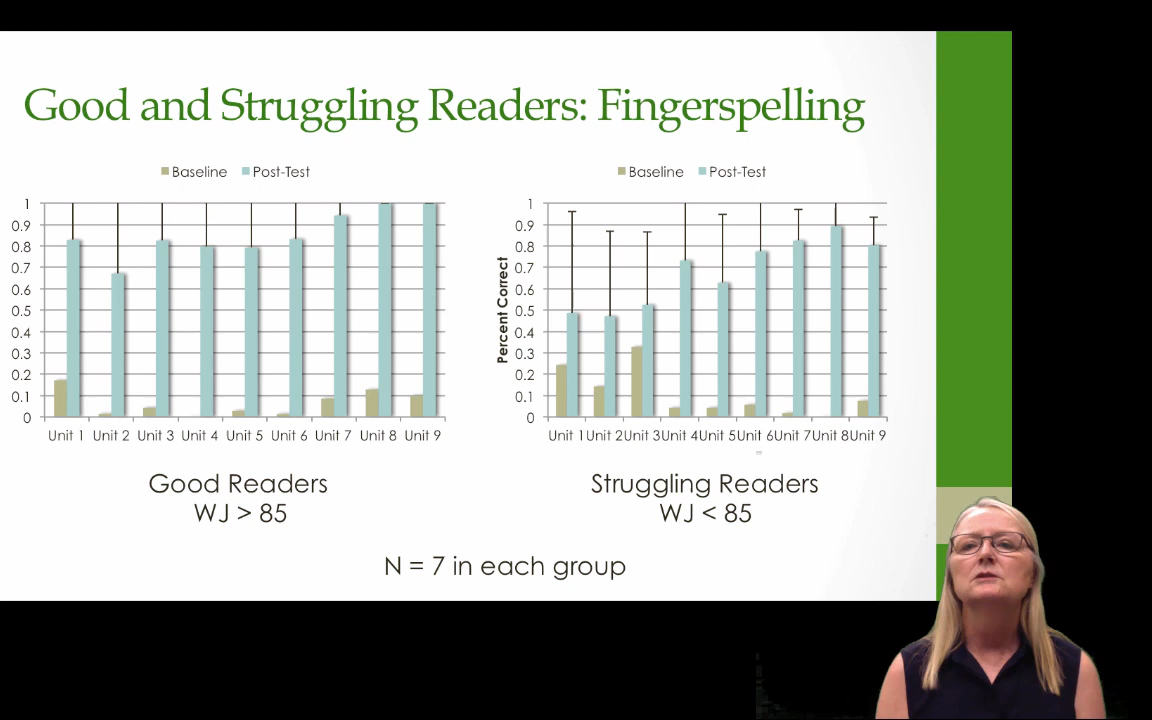 Good and Struggling Readers: Fingerspelling
Baseline Post-Test
1
0.9
0.8
0.7
0.6
0.5
0.4
0.3
0.2
0.1
0
Unit 1 Unit 2 Unit 3 Unit 4 Unit 5 Unit 6 Unit 7 Unit 8 Unit 9
Good Readers
WJ > 85
Baseline Post-Test
Percent Correct
1
0.9
0.8
0.7
0.6
0.5
0.4
0.3
0.2
0.1
0
Unit 1 Unit 2 Unit 3 Unit 4 Unit 5 Unit 6 Unit 7 Unit 8 Unit 9
Struggling Readers
WJ < 85
N = 7 in each group